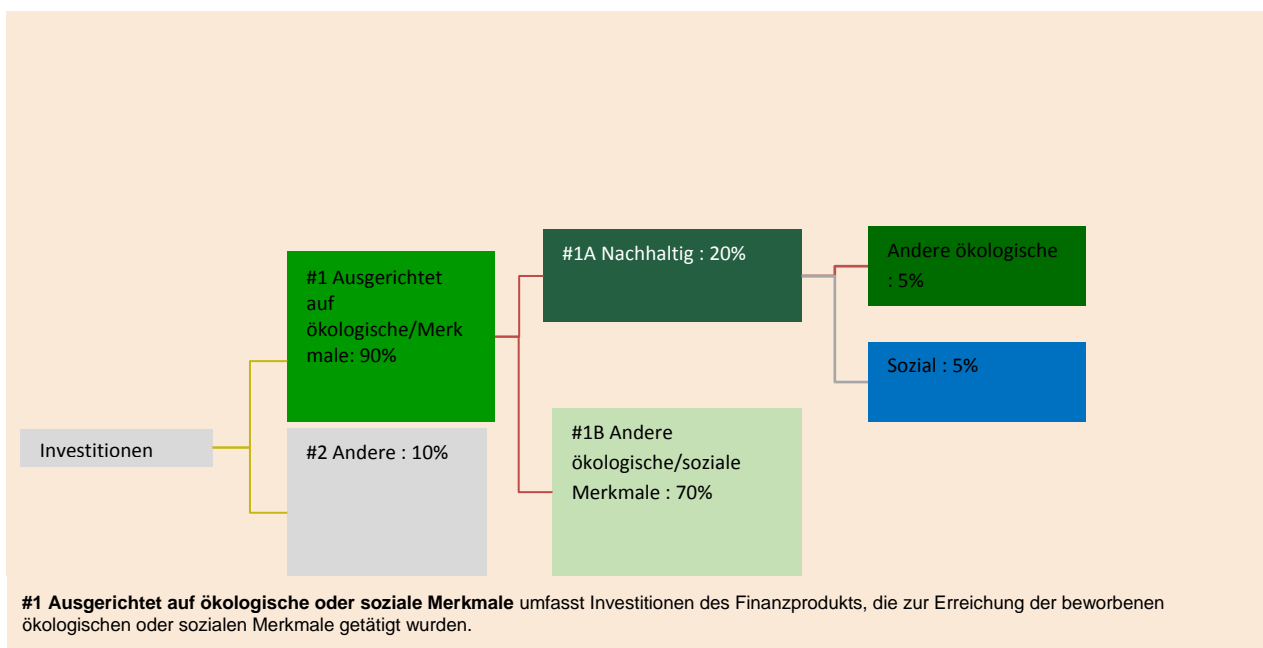 #1A Nachhaltig : 20%
Andere ökologische
: 5%
#1 Ausgerichtet
auf
ökologische/Merk
male: 90%
Sozial : 5%
Investitionen
#2 Andere : 10%
#1B Andere
ökologische/soziale
Merkmale : 70%
#1 Ausgerichtet auf ökologische oder soziale Merkmale umfasst Investitionen des Finanzprodukts, die zur Erreichung der beworbenen
ökologischen oder sozialen Merkmale getätigt wurden.